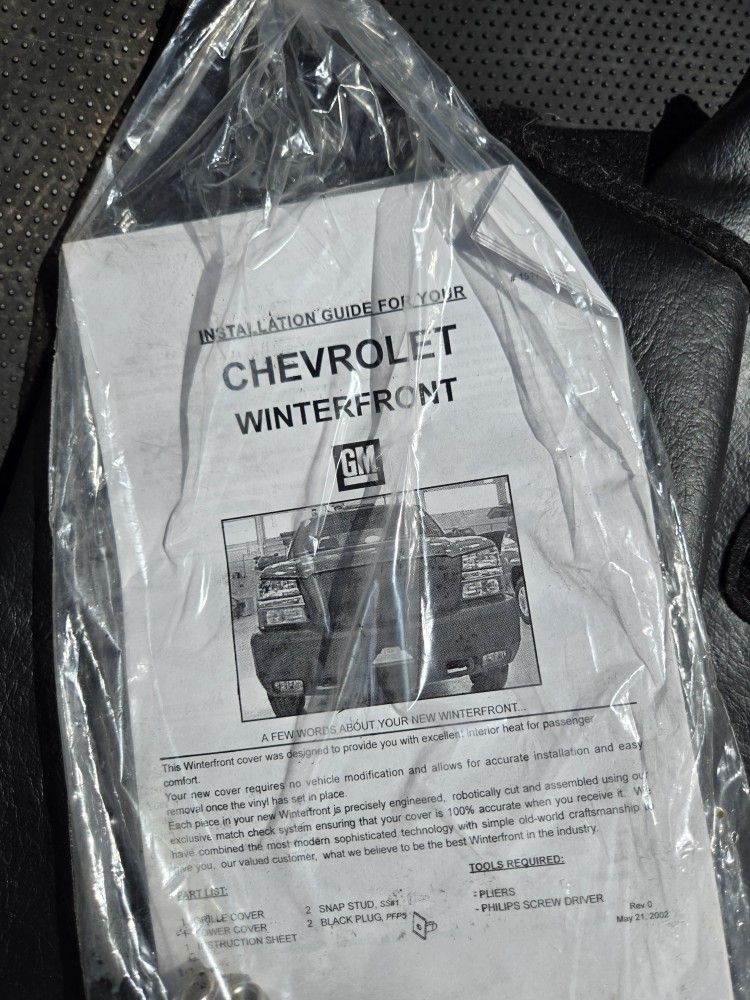 INSTALLATION GUIDE FOR YOUR
CHEVROLET
WINTERFRONT
GM
A FEW WORDS ABOUT YOUR NEW WINTERFRONT...
This Winterfront cover was designed to provide you with excellent interior heat for passenger
comfort.
Your new cover requires no vehicle modification and allows for accurate installation and easy
removal once the vinyl has set in place.
Each piece in your new Winterfront is precisely engineered, robotically cut and assembled using our
exclusive match check system ensuring that your cover is 100% accurate when you receive it. We
have combined the most modern sophisticated technology with simple old-world craftsmanship to
give you, our valued customer, what we believe to be the best Winterfront in the industry.
PART LIST:
GRILLE COVER
LOWER COVER
INSTRUCTION SHEET
2 SNAP STUD, SS#1
2 BLACK PLUG, PFP5
TOOLS REQUIRED:
- PLIERS
- PHILIPS SCREW DRIVER
Rev 0
May 21, 2002